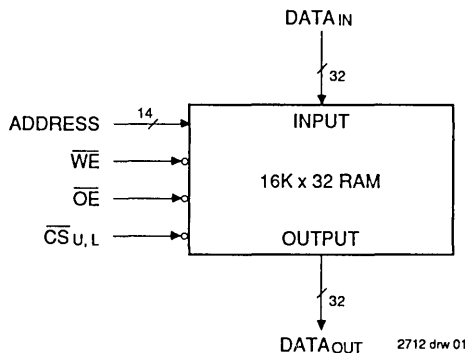 DATAIN
32
ADDRESS
14
INPUT
WE
16K x 32 RAM
OE
CSU, L
OUTPUT
32
DATAOUT
2712 drw 01